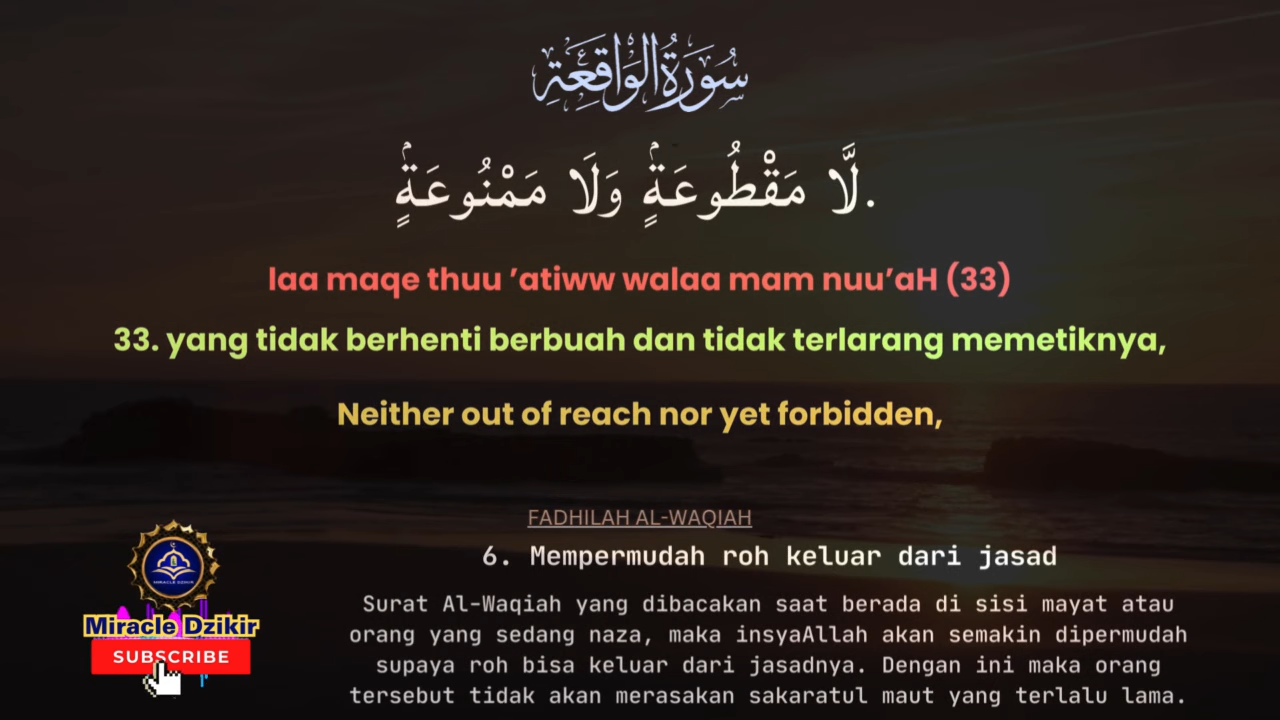 سُورَةُ الْوَاقِعَةِ
لَّا مَقْطُوعَةٍۢ وَلَا مَمْنُوعَةٍۢ.
laa maqe thuu ’atiww walaa mam nuu’aH (33)
33. yang tidak berhenti berbuah dan tidak terlarang memetiknya,
Neither out of reach nor yet forbidden,
FADHILAH AL-WAQIAH
6. Mempermudah roh keluar dari jasad
Surat Al-Waqiah yang dibacakan saat berada di sisi mayat atau
orang yang sedang naza, maka insyaAllah akan semakin dipermudah
supaya roh bisa keluar dari jasadnya. Dengan ini maka orang
tersebut tidak akan merasakan sakaratul maut yang terlalu lama.
MIRACLE DZIKIR
Miracle Dzikir
SUBSCRIBE